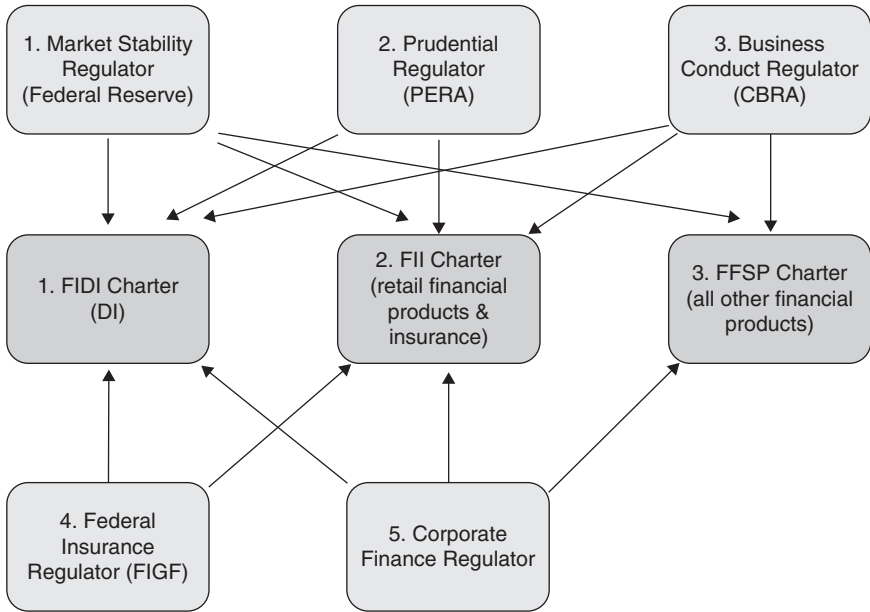 1. Market Stability
Regulator
(Federal Reserve)
2. Prudential
Regulator
(PERA)
3. Business
Conduct Regulator
(CBRA)
1. FIDI Charter
(DI)
2. FII Charter
(retail financial
products &
insurance)
3. FFSP Charter
(all other financial
products)
4. Federal
Insurance
Regulator (FIGF)
5. Corporate
Finance Regulator